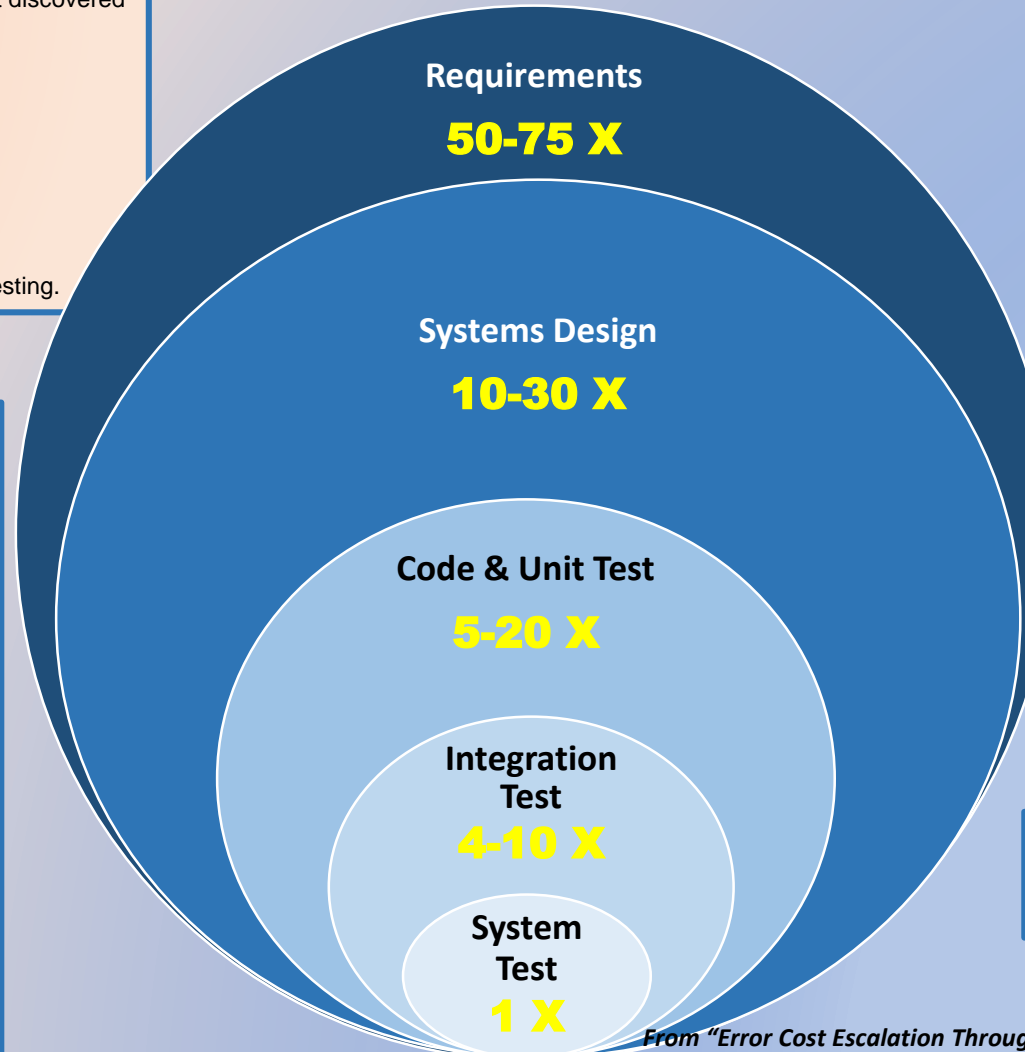 discovered
esting.
Requirements
50-75 X
Systems Design
10-30 X
Code & Unit Test
5-20 X
Integration
Test
4-10 X
System
Test
1 X
From "Error Cost Escalation Throug